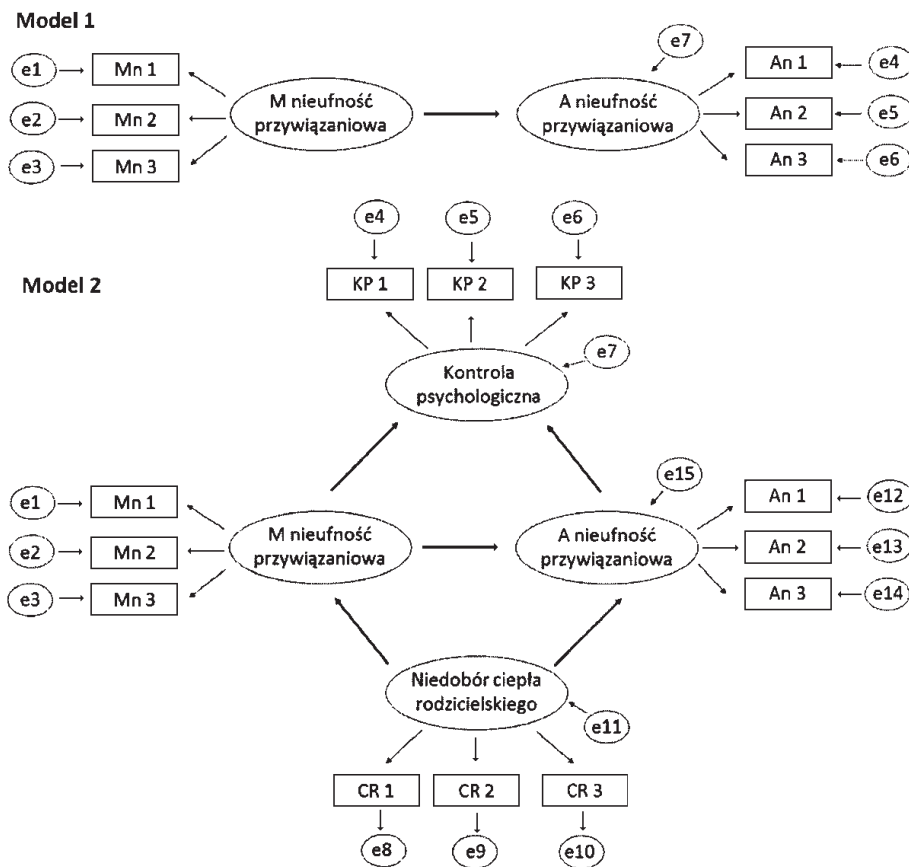 Model 1
e7
e1
Mn 1
An 1
e4
M nieufność
przywiązaniowa
A nieufność
przywiązaniowa
e2
Mn 2
An 2
e5
e3
Mn 3
An 3
e6
e4
e5
e6
Model 2
KP 1
KP 2
KP 3
e7
Kontrola
psychologiczna
e15
e1
Mn 1
An 1
e12
M nieufność
przywiązaniowa
A nieufność
przywiązaniowa
e2
Mn 2
An 2
e13
e3
Mn 3
An 3
e14
Niedobór ciepła
rodzicielskiego
e11
CR 1
CR 2
CR 3
e8
e9
e10